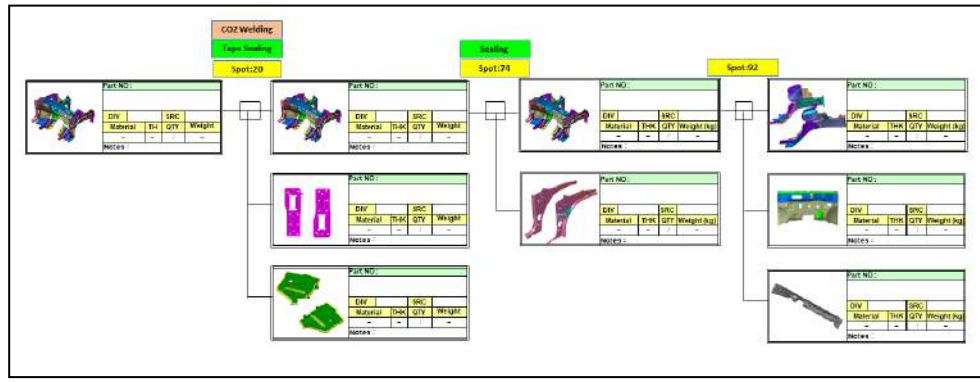 CO2 Welding
Tape Sealing
Spot:20
Sealing
Spot:74
Spot:92
Part NO :
DIV SRC
Material TH QTY Weight
– – / –
Notes :
Part NO :
DIV SRC
Material THK QTY Weight
– – / –
Notes :
Part NO :
DIV SRC
Material THK QTY Weight (kg)
– – / –
Notes :
Part NO :
DIV SRC
Material THK QTY Weight (kg)
– – / –
Notes :
Part NO :
DIV SRC
Material THK QTY Weight
– – / –
Notes :
Part NO :
DIV SRC
Material THK QTY Weight (kg)
– – / –
Notes :
Part NO :
DIV SRC
Material THK QTY Weight (kg)
– – / –
Notes :
Part NO :
DIV SRC
Material THK QTY Weight
– – / –
Notes :
Part NO :
DIV SRC
Material THK QTY Weight (kg)
– – / –
Notes :